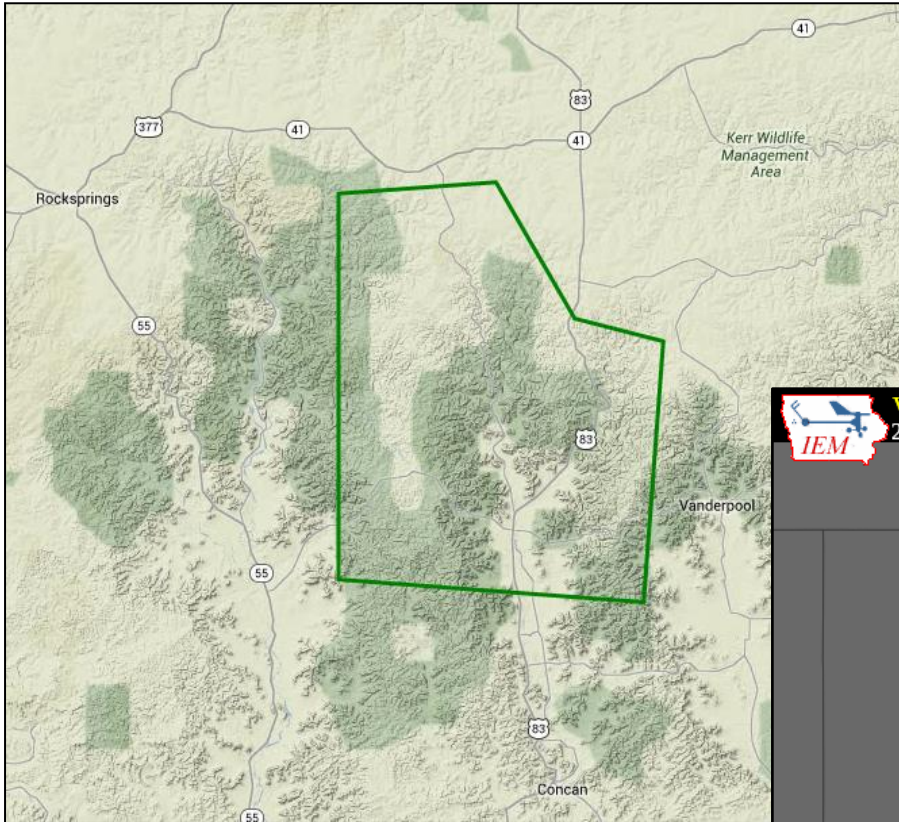 41
83
377
41
41
Kerr Wildlife
Management
Area
Rocksprings
55
83
Vanderpool
IEM
55
83
Concan
55